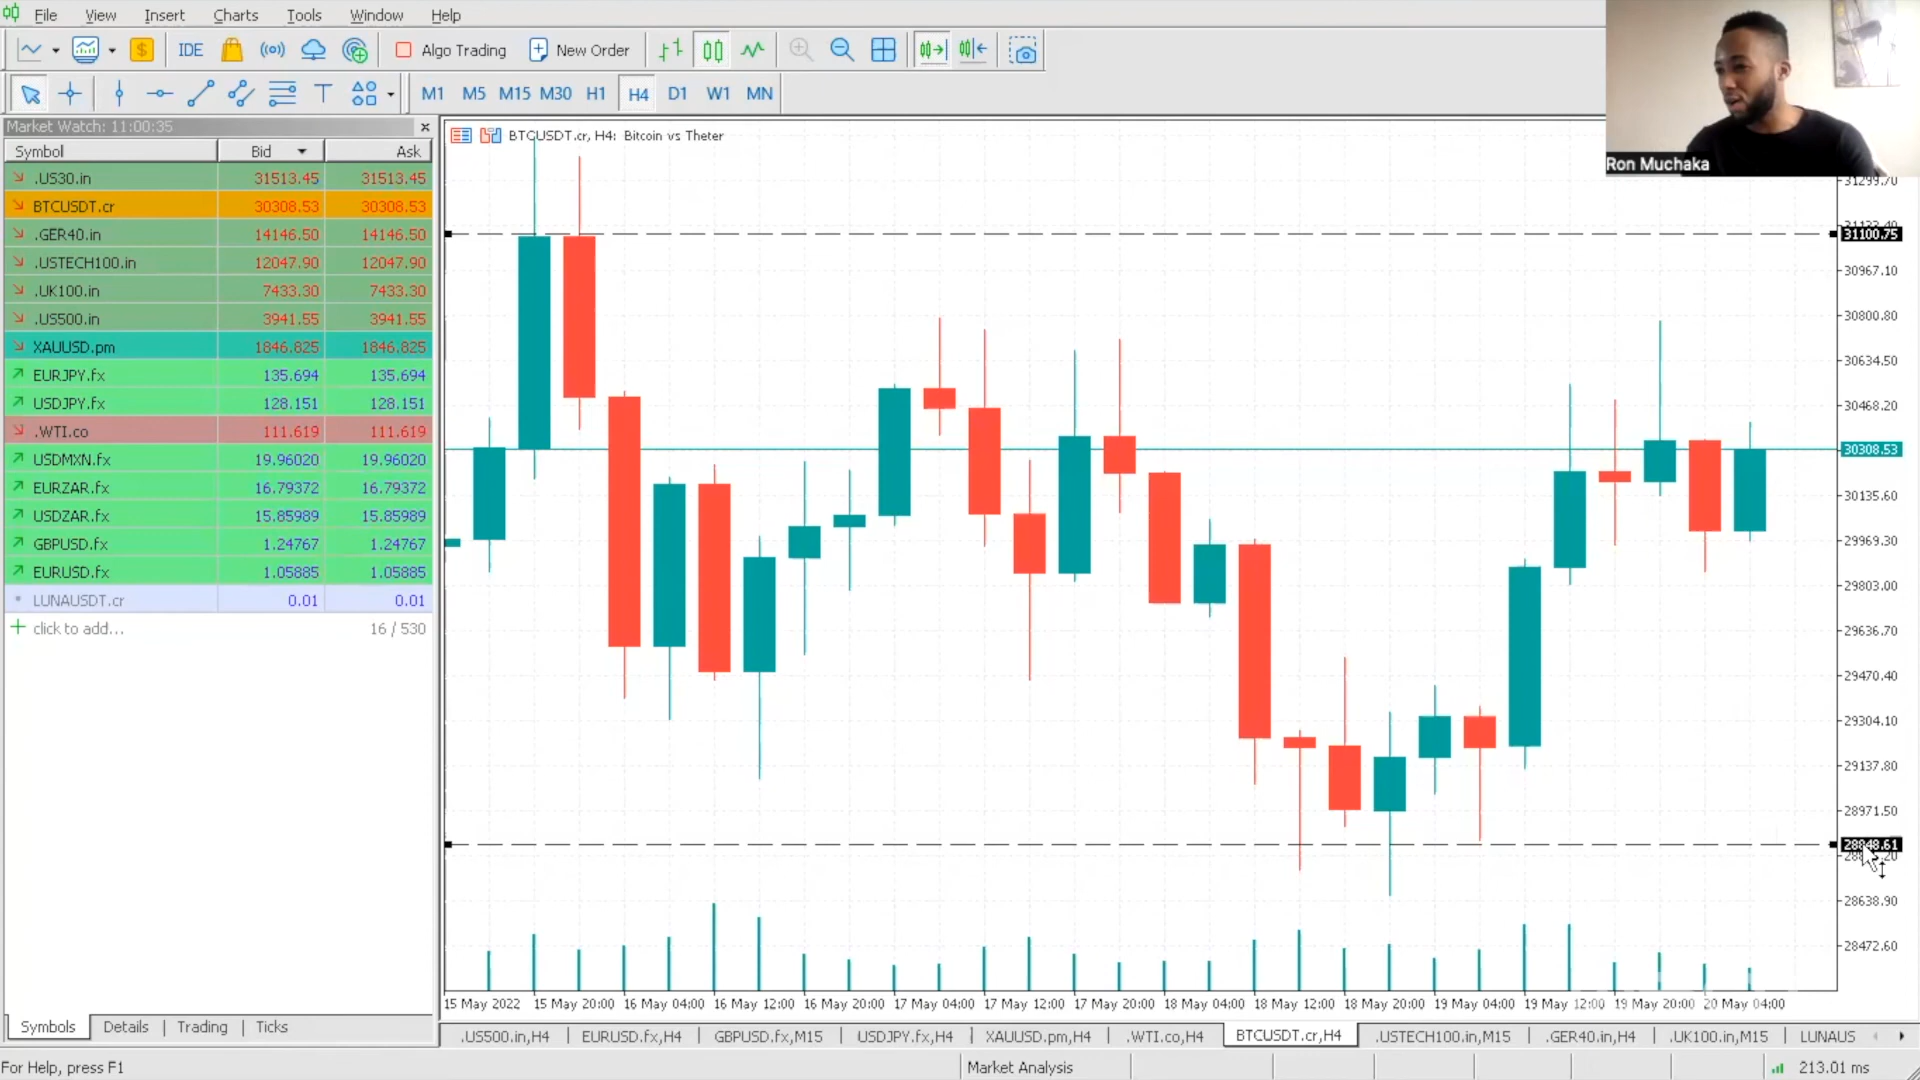 File View Insert Charts Tools Window Help
IDE Algo Trading New Order
M1 M5 M15 M30 H1 H4 D1 W1 MN
Ron Muchaka
Market Watch: 11:00:35
Symbol Bid Ask
.US30.in 31513.45 31513.45
BTCUSDT.cr 30308.53 30308.53
.GER40.in 14146.50 14146.50
.USTECH100.in 12047.90 12047.90
.UK100.in 7433.30 7433.30
.US500.in 3941.55 3941.55
XAUUSD.pm 1846.825 1846.825
EURJPY.fx 135.694 135.694
USDJPY.fx 128.151 128.151
.WTI.co 111.619 111.619
USDMXN.fx 19.96020 19.96020
EURZAR.fx 16.79372 16.79372
USDZAR.fx 15.85989 15.85989
GBPUSD.fx 1.24767 1.24767
EURUSD.fx 1.05885 1.05885
LUNAUSDT.cr 0.01 0.01
click to add... 16 / 530
Symbols Details Trading Ticks
BTCUSDT.cr, H4: Bitcoin vs Theter
31299.70
31100.75
30967.10
30800.80
30634.50
30468.20
30308.53
30135.60
29969.30
29803.00
29636.70
29470.40
29304.10
29137.80
28971.50
28848.61
28638.90
28472.60
15 May 2022 15 May 20:00 16 May 04:00 16 May 12:00 16 May 20:00 17 May 04:00 17 May 12:00 17 May 20:00 18 May 04:00 18 May 12:00 18 May 20:00 19 May 04:00 19 May 12:00 19 May 20:00 20 May 04:00
.US500.in,H4 EURUSD.fx,H4 GBPUSD.fx,M15 USDJPY.fx,H4 XAUUSD.pm,H4 .WTI.co,H4 BTCUSDT.cr,H4 .USTECH100.in,M15 .GER40.in,H4 .UK100.in,M15 LUNAUS
For Help, press F1 Market Analysis 213.01 ms